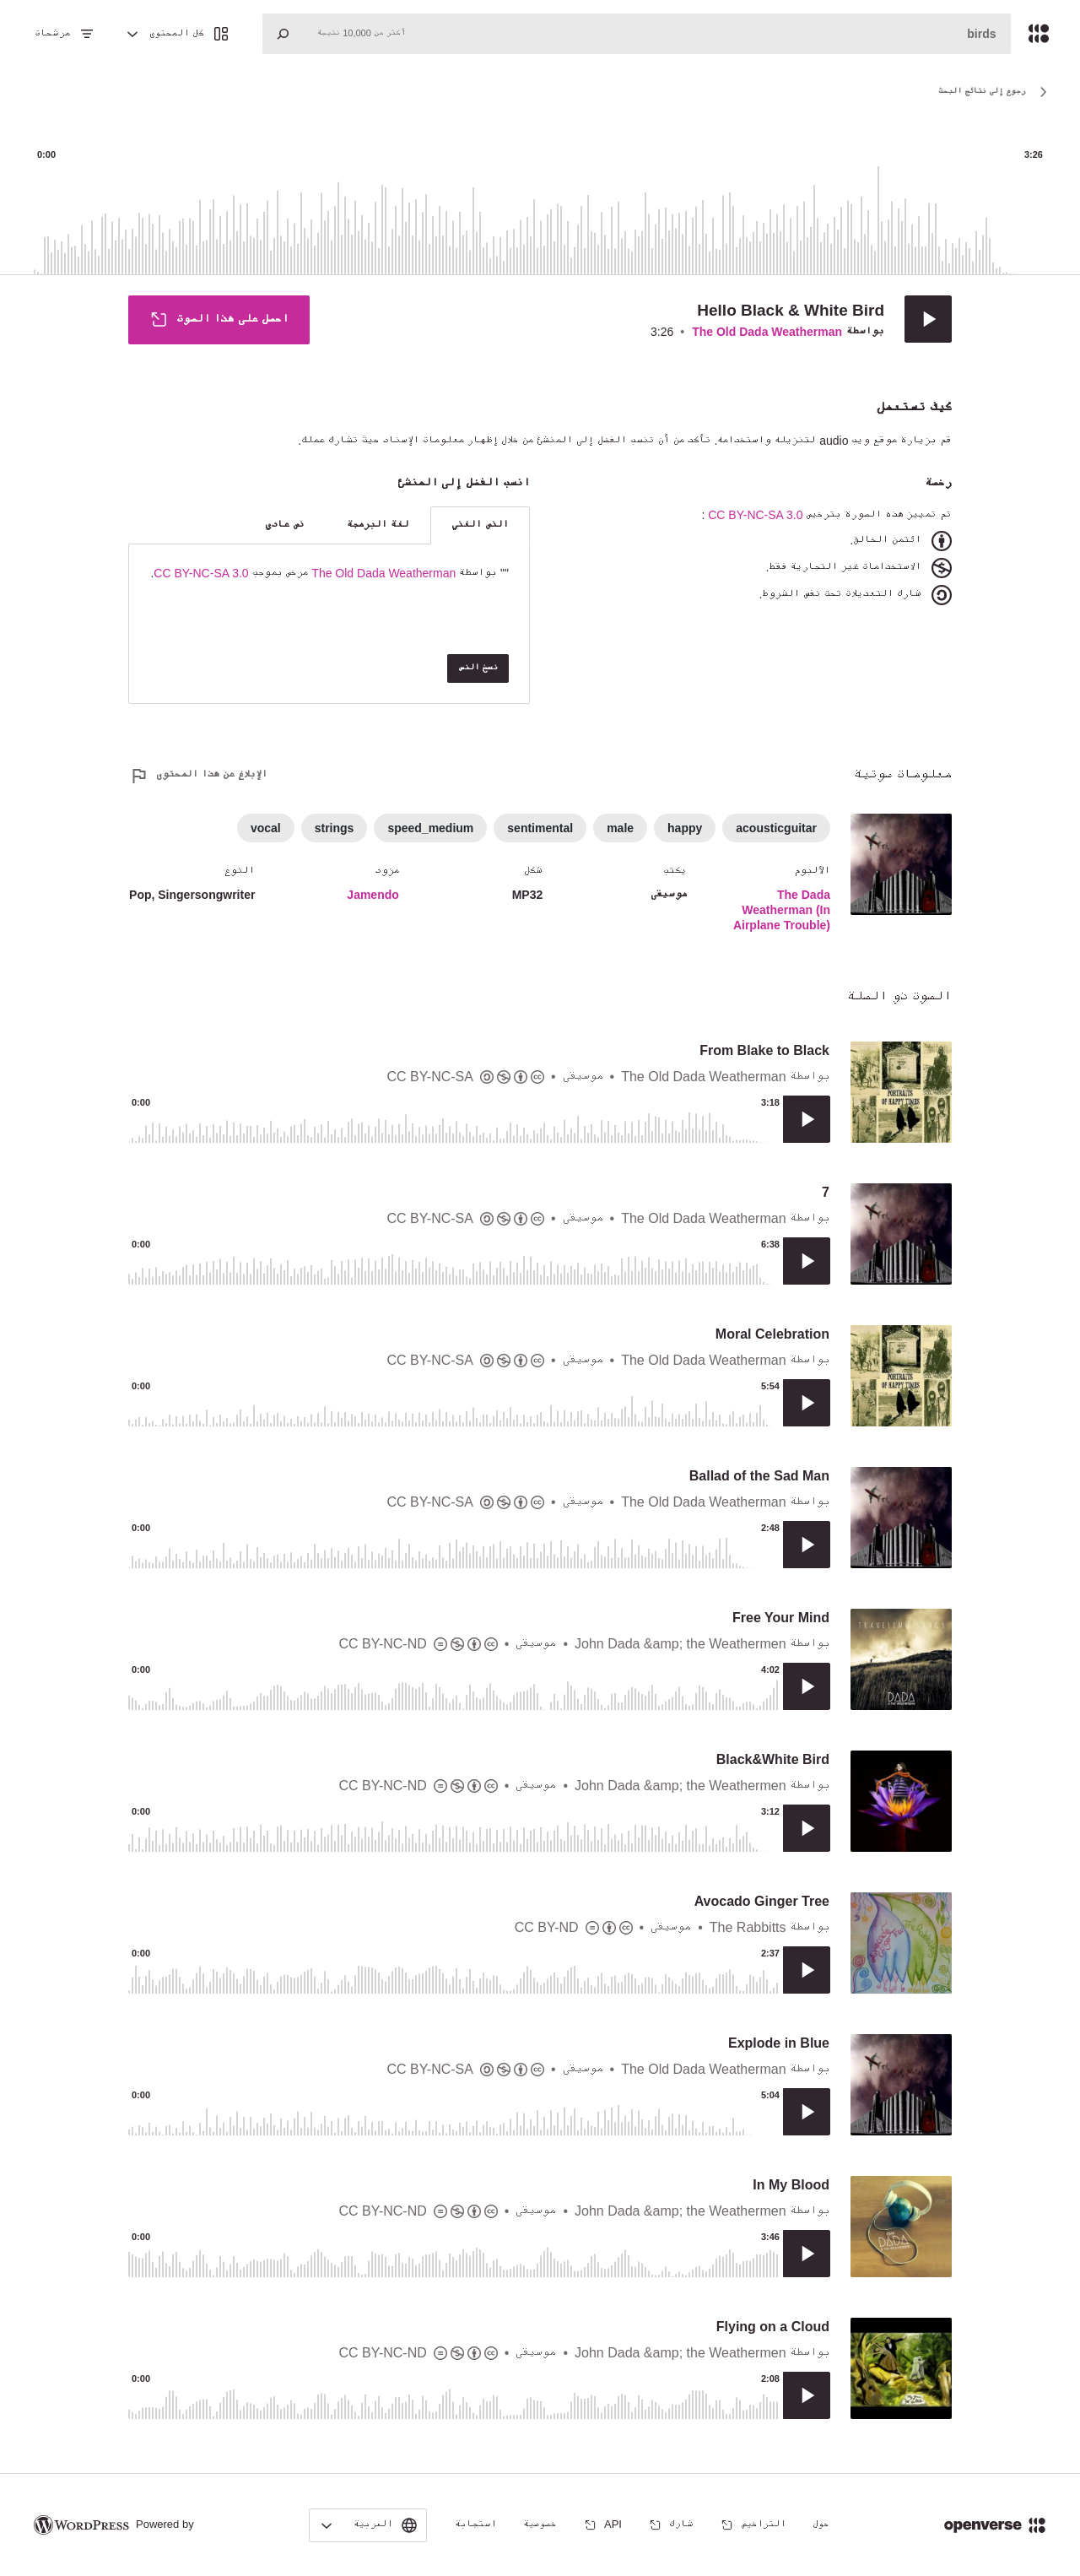 birds
أكثر من 10,000 نتيجة
كل المحتوى
مرشحات
رجوع إلى نتائج البحث
0:00
3:26
Hello Black & White Bird
بواسطة The Old Dada Weatherman • 3:26
احصل على هذا الصوت
كيف تستعمل
قم بزيارة موقع ويب audio لتنزيله واستخدامه. تأكد من أن تنسب الفضل إلى المنشئ من خلال إظهار معلومات الإسناد حيث تشارك عملك.
رخصة
تم تمييز هذه الصورة بترخيص CC BY-NC-SA 3.0 :
ائتمن الخالق.
الاستخدامات غير التجارية فقط.
شارك التعديلات تحت نفس الشروط.
انسب الفضل إلى المنشئ
النص الغني
لغة البرمجة
نص عادي
"" بواسطة The Old Dada Weatherman مرخص بموجب CC BY-NC-SA 3.0.
نسخ النص
معلومات صوتية
الإبلاغ عن هذا المحتوى
acousticguitar
happy
male
sentimental
speed_medium
strings
vocal
الألبوم
The Dada Weatherman (In Airplane Trouble)
يكتب
موسيقى
شكل
MP32
مزود
Jamendo
النوع
Pop, Singersongwriter
الصوت ذو الصلة
From Blake to Black
بواسطة The Old Dada Weatherman • موسيقى • CC BY-NC-SA
0:00
3:18
PORTRAITS
OF HAPPY TIMES
7
بواسطة The Old Dada Weatherman • موسيقى • CC BY-NC-SA
0:00
6:38
Moral Celebration
بواسطة The Old Dada Weatherman • موسيقى • CC BY-NC-SA
0:00
5:54
PORTRAITS
OF HAPPY TIMES
Ballad of the Sad Man
بواسطة The Old Dada Weatherman • موسيقى • CC BY-NC-SA
0:00
2:48
Free Your Mind
بواسطة John Dada &amp; the Weathermen • موسيقى • CC BY-NC-ND
0:00
4:02
DADA
Black&White Bird
بواسطة John Dada &amp; the Weathermen • موسيقى • CC BY-NC-ND
0:00
3:12
Avocado Ginger Tree
بواسطة The Rabbitts • موسيقى • CC BY-ND
0:00
2:37
Explode in Blue
بواسطة The Old Dada Weatherman • موسيقى • CC BY-NC-SA
0:00
5:04
In My Blood
بواسطة John Dada &amp; the Weathermen • موسيقى • CC BY-NC-ND
0:00
3:46
DADA
Flying on a Cloud
بواسطة John Dada &amp; the Weathermen • موسيقى • CC BY-NC-ND
0:00
2:08
openverse
حول
التراخيص
شارك
API
خصوصية
استجابة
العربية
Powered by WORDPRESS